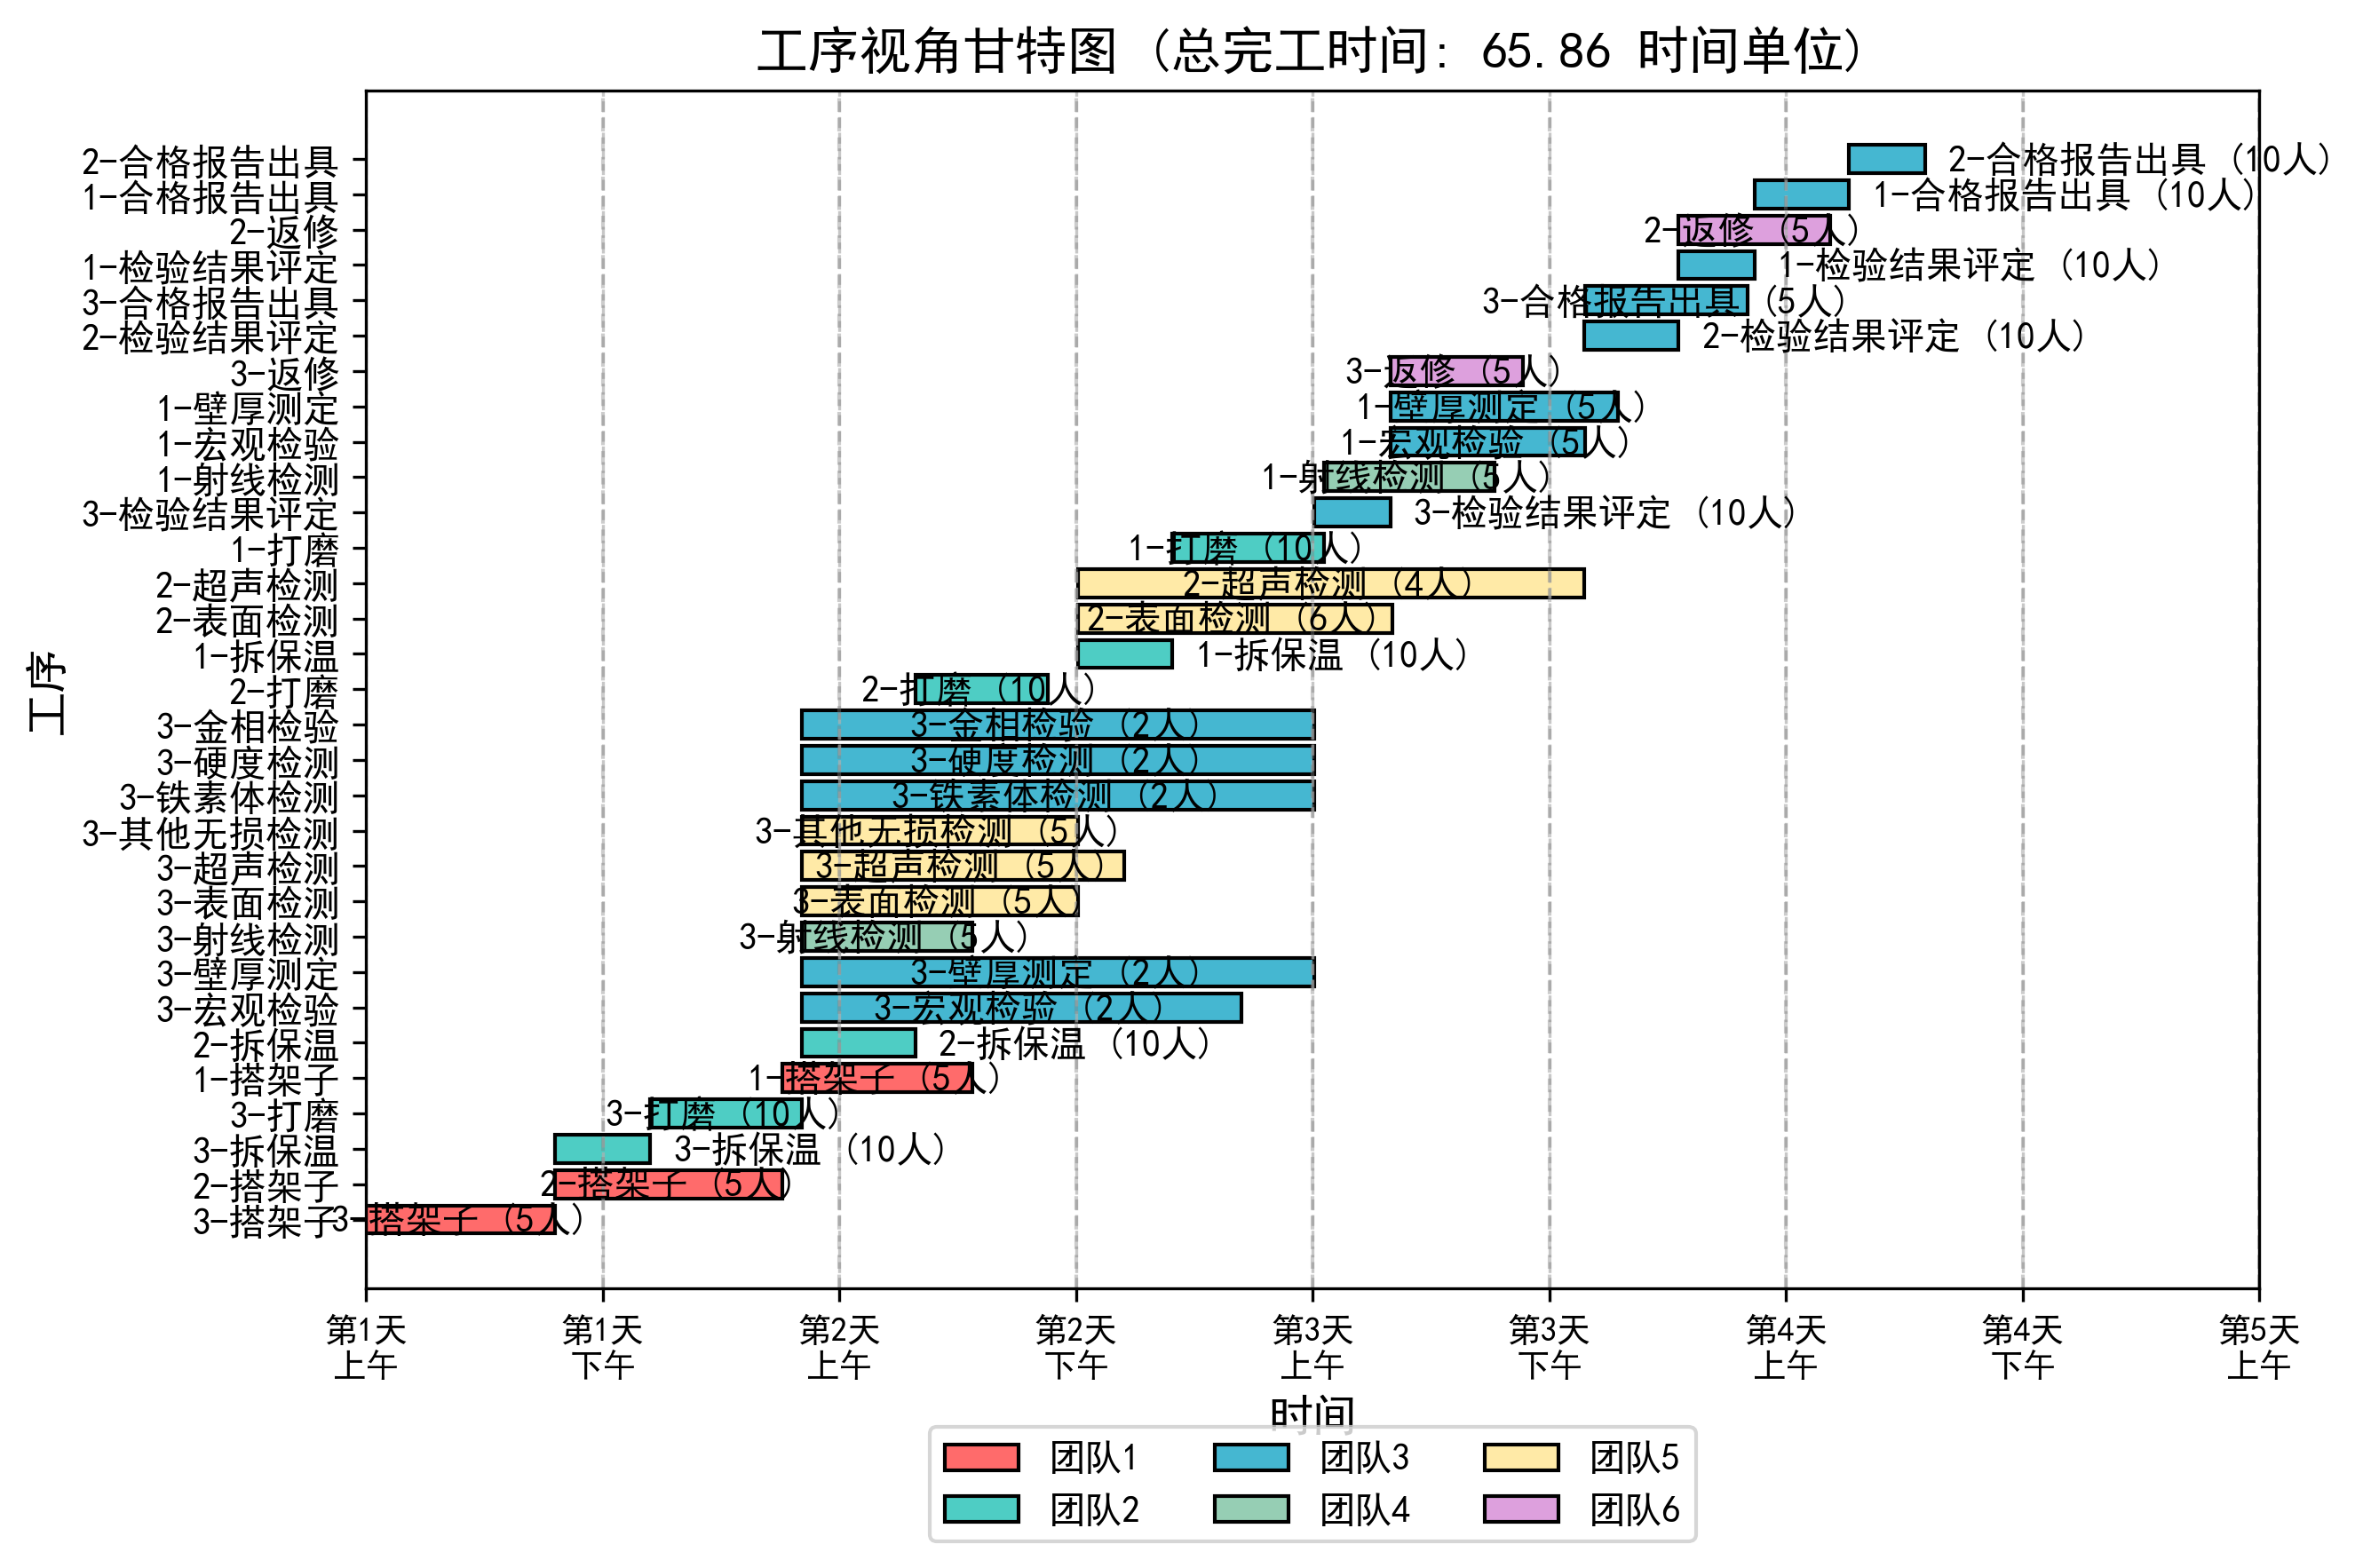 工序视角甘特图 (总完工时间: 65.86 时间单位)
工序
2-合格报告出具
2-合格报告出具 (10人)
1-合格报告出具
1-合格报告出具 (10人)
2-返修
2-返修 (5人)
1-检验结果评定
1-检验结果评定 (10人)
3-合格报告出具
3-合格报告出具 (5人)
2-检验结果评定
2-检验结果评定 (10人)
3-返修
3-返修 (5人)
1-壁厚测定
1-壁厚测定 (5人)
1-宏观检验
1-宏观检验 (5人)
1-射线检测
1-射线检测 (5人)
3-检验结果评定
3-检验结果评定 (10人)
1-打磨
1-打磨 (10人)
2-超声检测
2-超声检测 (4人)
2-表面检测
2-表面检测 (6人)
1-拆保温
1-拆保温 (10人)
2-打磨
2-打磨 (10人)
3-金相检验
3-金相检验 (2人)
3-硬度检测
3-硬度检测 (2人)
3-铁素体检测
3-铁素体检测 (2人)
3-其他无损检测
3-其他无损检测 (5人)
3-超声检测
3-超声检测 (5人)
3-表面检测
3-表面检测 (5人)
3-射线检测
3-射线检测 (5人)
3-壁厚测定
3-壁厚测定 (2人)
3-宏观检验
3-宏观检验 (2人)
2-拆保温
2-拆保温 (10人)
1-搭架子
1-搭架子 (5人)
3-打磨
3-打磨 (10人)
3-拆保温
3-拆保温 (10人)
2-搭架子
2-搭架子 (5人)
3-搭架子
3-搭架子 (5人)
第1天
上午
第1天
下午
第2天
上午
第2天
下午
第3天
上午
第3天
下午
第4天
上午
第4天
下午
第5天
上午
时间
团队1
团队2
团队3
团队4
团队5
团队6